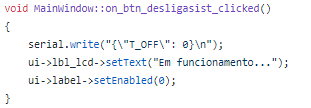 void MainWindow::on_btn_desligasist_clicked()
{
serial.write("{\"T_OFF\": 0}\n");
ui->lbl_lcd->setText("Em funcionamento...");
ui->label->setEnabled(0);
}